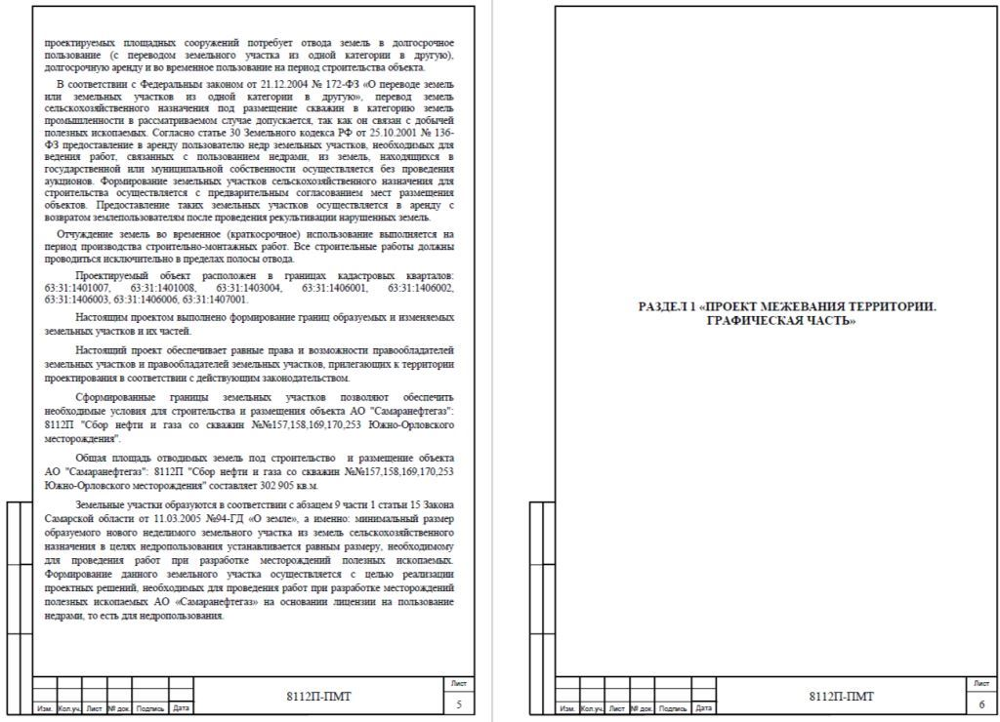 проектируемых площадных сооружений потребует отвода земель в долгосрочное
пользование (с переводом земельного участка из одной категории в другую),
долгосрочную аренду и во временное пользование на период строительства объекта.
В соответствии с Федеральным законом от 21.12.2004 № 172-ФЗ «О переводе земель
или земельных участков из одной категории в другую», перевод земель
сельскохозяйственного назначения под размещение скважин в категорию земель
промышленности в рассматриваемом случае допускается, так как он связан с добычей
полезных ископаемых. Согласно статье 30 Земельного кодекса РФ от 25.10.2001 № 136-
ФЗ предоставление в аренду пользователю недр земельных участков, необходимых для
ведения работ, связанных с пользованием недрами, из земель, находящихся в
государственной или муниципальной собственности осуществляется без проведения
аукционов. Формирование земельных участков сельскохозяйственного назначения для
строительства осуществляется с предварительным согласованием мест размещения
объектов. Предоставление таких земельных участков осуществляется в аренду с
возвратом землепользователям после проведения рекультивации нарушенных земель.
Отчуждение земель во временное (краткосрочное) использование выполняется на
период производства строительно-монтажных работ. Все строительные работы должны
проводиться исключительно в пределах полосы отвода.
Проектируемый объект расположен в границах кадастровых кварталов:
63:31:1401007, 63:31:1401008, 63:31:1403004, 63:31:1406001, 63:31:1406002,
63:31:1406003, 63:31:1406006, 63:31:1407001.
Настоящим проектом выполнено формирование границ образуемых и изменяемых
земельных участков и их частей.
Настоящий проект обеспечивает равные права и возможности правообладателей
земельных участков и правообладателей земельных участков, прилегающих к территории
проектирования в соответствии с действующим законодательством.
Сформированные границы земельных участков позволяют обеспечить
необходимые условия для строительства и размещения объекта АО "Самаранефтегаз":
8112П "Сбор нефти и газа со скважин №№157,158,169,170,253 Южно-Орловского
месторождения".
Общая площадь отводимых земель под строительство и размещение объекта
АО "Самаранефтегаз": 8112П "Сбор нефти и газа со скважин №№157,158,169,170,253
Южно-Орловского месторождения" составляет 302 905 кв.м.
Земельные участки образуются в соответствии с абзацем 9 части 1 статьи 15 Закона
Самарской области от 11.03.2005 №94-ГД «О земле», а именно: минимальный размер
образуемого нового неделимого земельного участка из земель сельскохозяйственного
назначения в целях недропользования устанавливается равным размеру, необходимому
для проведения работ при разработке месторождений полезных ископаемых.
Формирование данного земельного участка осуществляется с целью реализации
проектных решений, необходимых для проведения работ при разработке месторождений
полезных ископаемых АО «Самаранефтегаз» на основании лицензии на пользование
недрами, то есть для недропользования.
Изм. Кол.уч. Лист № док. Подпись Дата
8112П-ПМТ
Лист
5
РАЗДЕЛ 1 «ПРОЕКТ МЕЖЕВАНИЯ ТЕРРИТОРИИ.
ГРАФИЧЕСКАЯ ЧАСТЬ»
Изм. Кол.уч. Лист № док. Подпись Дата
8112П-ПМТ
Лист
6